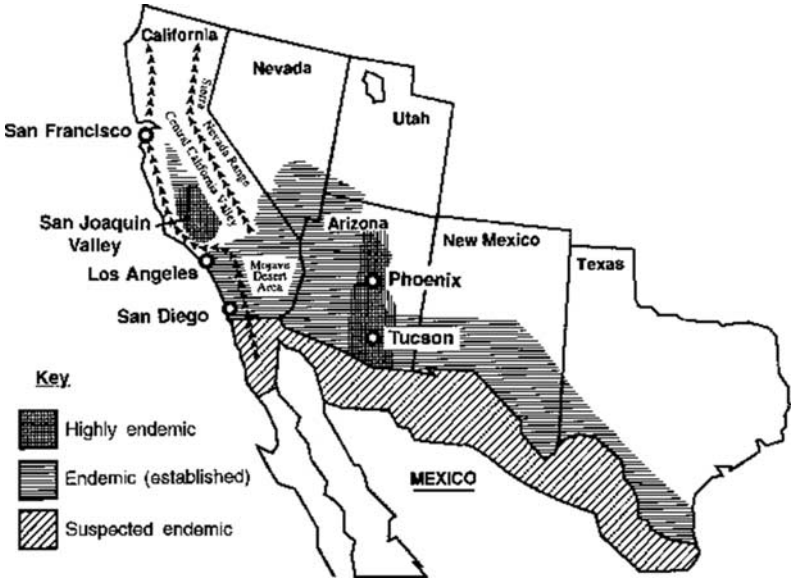 California
Nevada
Utah
San Francisco
Sierra
Nevada Range
Central California Valley
San Joaquin
Valley
Arizona
New Mexico
Texas
Los Angeles
Mojave
Desert
Area
Phoenix
San Diego
Tucson
Key
Highly endemic
Endemic (established)
MEXICO
Suspected endemic